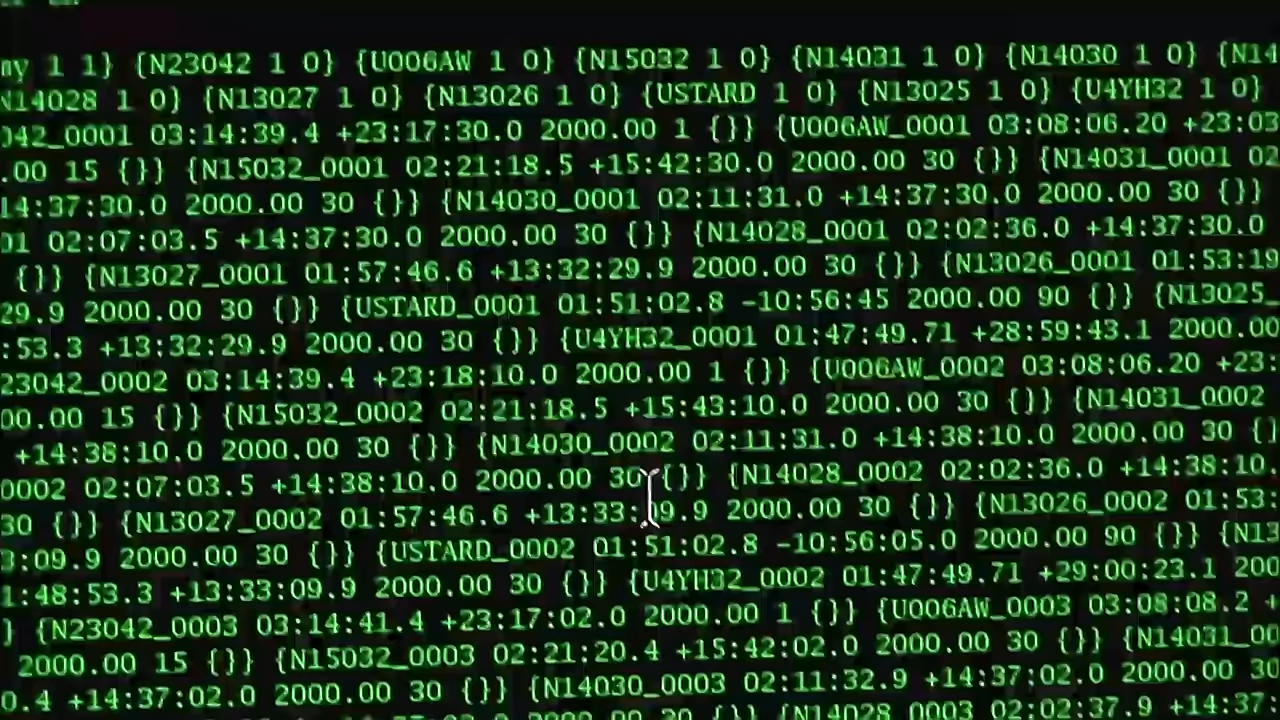 my 1 1} {N23042 1 0} {U006AW 1 0} {N15032 1 0} {N14031 1 0} {N14030 1 0} {N14
N14028 1 0} {N13027 1 0} {N13026 1 0} {USTARD 1 0} {N13025 1 0} {U4YH32 1 0}
042_0001 03:14:39.4 +23:17:30.0 2000.00 1 {}} {U006AW_0001 03:08:06.20 +23:03
.00 15 {}} {N15032_0001 02:21:18.5 +15:42:30.0 2000.00 30 {}} {N14031_0001 02
14:37:30.0 2000.00 30 {}} {N14030_0001 02:11:31.0 +14:37:30.0 2000.00 30 {}}
01 02:07:03.5 +14:37:30.0 2000.00 30 {}} {N14028_0001 02:02:36.0 +14:37:30.0
{}} {N13027_0001 01:57:46.6 +13:32:29.9 2000.00 30 {}} {N13026_0001 01:53:19
29.9 2000.00 30 {}} {USTARD_0001 01:51:02.8 -10:56:45 2000.00 90 {}} {N13025_
:53.3 +13:32:29.9 2000.00 30 {}} {U4YH32_0001 01:47:49.71 +28:59:43.1 2000.00
23042_0002 03:14:39.4 +23:18:10.0 2000.00 1 {}} {U006AW_0002 03:08:06.20 +23:
00.00 15 {}} {N15032_0002 02:21:18.5 +15:43:10.0 2000.00 30 {}} {N14031_0002
+14:38:10.0 2000.00 30 {}} {N14030_0002 02:11:31.0 +14:38:10.0 2000.00 30 {}
0002 02:07:03.5 +14:38:10.0 2000.00 30 {}} {N14028_0002 02:02:36.0 +14:38:10.
30 {}} {N13027_0002 01:57:46.6 +13:33:09.9 2000.00 30 {}} {N13026_0002 01:53:
3:09.9 2000.00 30 {}} {USTARD_0002 01:51:02.8 -10:56:05.0 2000.00 90 {}} {N13
1:48:53.3 +13:33:09.9 2000.00 30 {}} {U4YH32_0002 01:47:49.71 +29:00:23.1 200
} {N23042_0003 03:14:41.4 +23:17:02.0 2000.00 1 {}} {U006AW_0003 03:08:08.2 +
2000.00 15 {}} {N15032_0003 02:21:20.4 +15:42:02.0 2000.00 30 {}} {N14031_00
0.4 +14:37:02.0 2000.00 30 {}} {N14030_0003 02:11:32.9 +14:37:02.0 2000.00 30
{N14028_0003 02:02:37.9 +14:37: